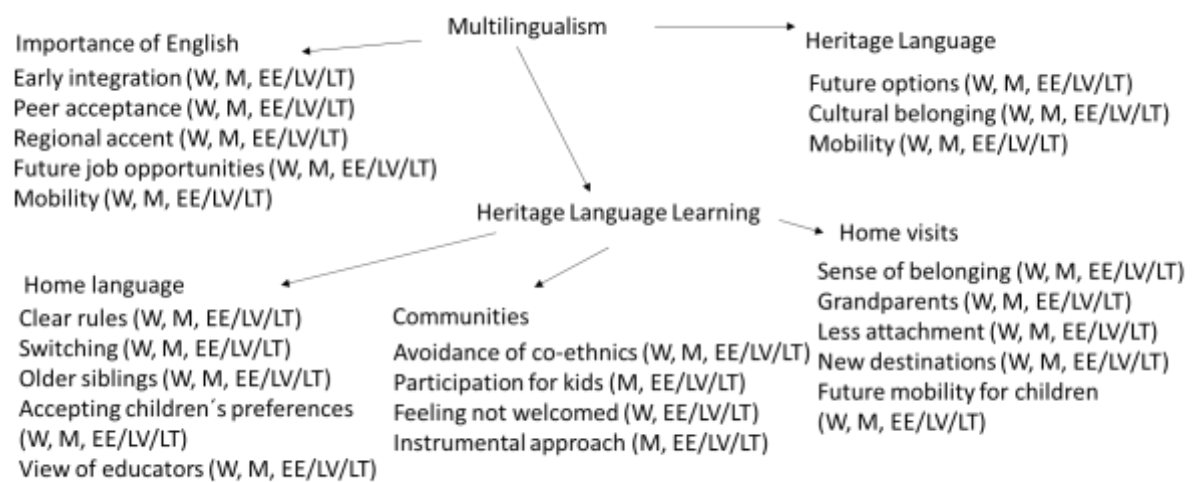 Multilingualism
Importance of English
Early integration (W, M, EE/LV/LT)
Peer acceptance (W, M, EE/LV/LT)
Regional accent (W, M, EE/LV/LT)
Future job opportunities (W, M, EE/LV/LT)
Mobility (W, M, EE/LV/LT)
Heritage Language
Future options (W, M, EE/LV/LT)
Cultural belonging (W, M, EE/LV/LT)
Mobility (W, M, EE/LV/LT)
Heritage Language Learning
Home language
Clear rules (W, M, EE/LV/LT)
Switching (W, M, EE/LV/LT)
Older siblings (W, M, EE/LV/LT)
Accepting children´s preferences
(W, M, EE/LV/LT)
View of educators (W, M, EE/LV/LT)
Communities
Avoidance of co-ethnics (W, M, EE/LV/LT)
Participation for kids (M, EE/LV/LT)
Feeling not welcomed (W, EE/LV/LT)
Instrumental approach (M, EE/LV/LT)
Home visits
Sense of belonging (W, M, EE/LV/LT)
Grandparents (W, M, EE/LV/LT)
Less attachment (W, M, EE/LV/LT)
New destinations (W, M, EE/LV/LT)
Future mobility for children
(W, M, EE/LV/LT)